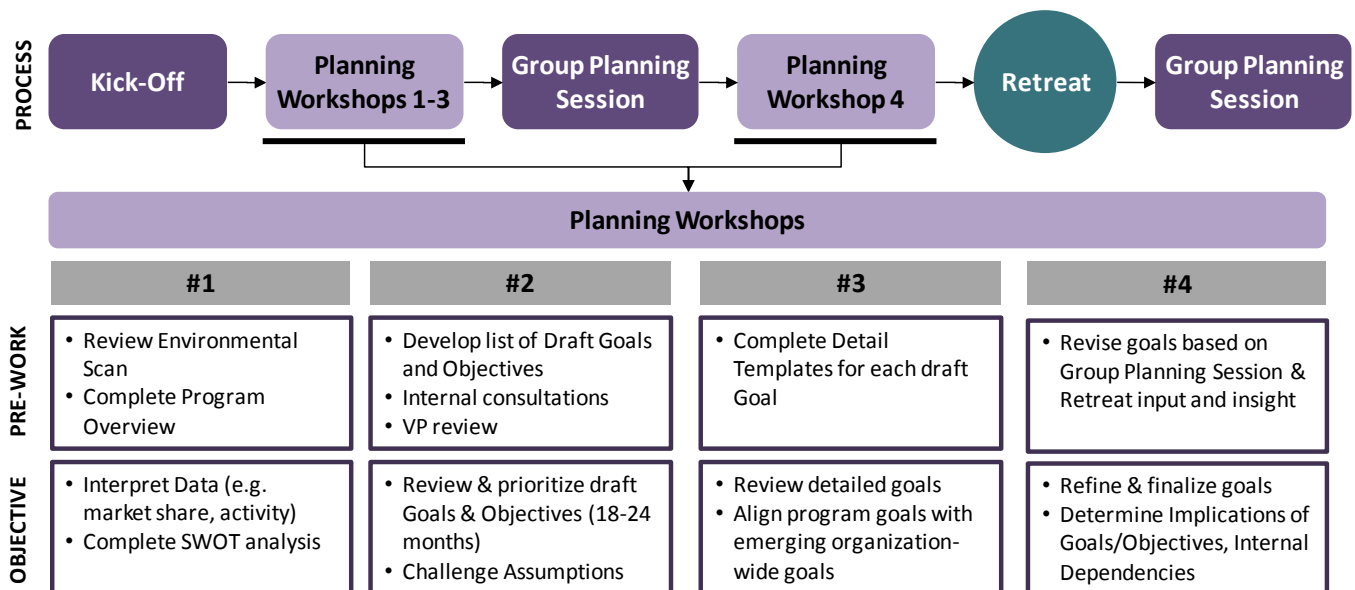 PROCESS
Kick-Off
Planning
Workshops 1-3
Group Planning
Session
Planning
Workshop 4
Retreat
Group Planning
Session
Planning Workshops
#1
#2
#3
#4
PRE-WORK
• Review Environmental
Scan
• Complete Program
Overview
• Develop list of Draft Goals
and Objectives
• Internal consultations
• VP review
• Complete Detail
Templates for each draft
Goal
• Revise goals based on
Group Planning Session &
Retreat input and insight
OBJECTIVE
• Interpret Data (e.g.
market share, activity)
• Complete SWOT analysis
• Review & prioritize draft
Goals & Objectives (18-24
months)
• Challenge Assumptions
• Review detailed goals
• Align program goals with
emerging organization-
wide goals
• Refine & finalize goals
• Determine Implications of
Goals/Objectives, Internal
Dependencies